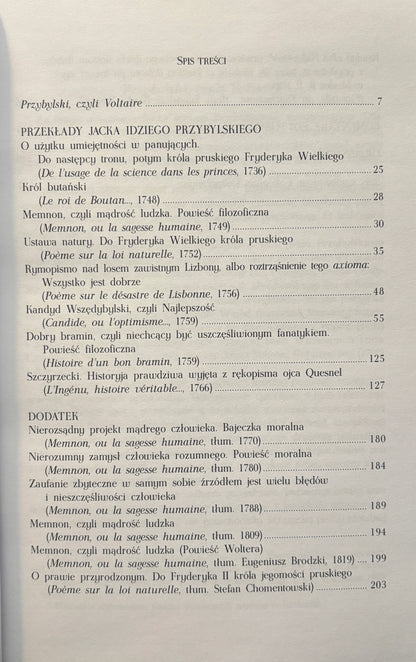 SPIS TREŚCI
Przybylski, czyli Voltaire ... 7
PRZEKŁADY JACKA IDZIEGO PRZYBYLSKIEGO
O użytku umiejętności w panujących.
Do następcy tronu, potym króla pruskiego Fryderyka Wielkiego
(De l'usage de la science dans les princes, 1736) ... 25
Król butański
(Le roi de Boutan..., 1748) ... 28
Memnon, czyli mądrość ludzka. Powieść filozoficzna
(Memnon, ou la sagesse humaine, 1749) ... 30
Ustawa natury. Do Fryderyka Wielkiego króla pruskiego
(Poème sur la loi naturelle, 1752) ... 35
Rymopismo nad losem zawistnym Lizbony, albo roztrząśnienie tego axioma:
Wszystko jest dobrze
(Poème sur le désastre de Lisbonne, 1756) ... 48
Kandyd Wszędybylski, czyli Najlepszość
(Candide, ou l'optimisme..., 1759) ... 55
Dobry bramin, czyli niechcący być uszczęśliwionym fanatykiem.
Powieść filozoficzna
(Histoire d'un bon bramin, 1759) ... 125
Szczyrzecki. Historyja prawdziwa wyjęta z rękopisma ojca Quesnel
(L'Ingénu, histoire véritable..., 1766) ... 127
DODATEK
Nierozsądny projekt mądrego człowieka. Bajeczka moralna
(Memnon, ou la sagesse humaine, tłum. 1770) ... 180
Nierozumny zamysł człowieka rozumnego. Powieść moralna
(Memnon, ou la sagesse humaine, tłum. 1780) ... 184
Zaufanie zbyteczne w samym sobie źrzódłem jest wielu błędów
i nieszczęśliwości człowieka
(Memnon, ou la sagesse humaine, tłum. 1788) ... 189
Memnon, czyli mądrość ludzka
(Memnon, ou la sagesse humaine, tłum. 1809) ... 194
Memnon, czyli mądrość ludzka (Powieść Woltera)
(Memnon, ou la sagesse humaine, tłum. Eugeniusz Brodzki, 1819) .... 199
O prawie przyrodzonym. Do Fryderyka II króla jegomości pruskiego
(Poème sur la loi naturelle, tłum. Stefan Chomentowski) ... 203